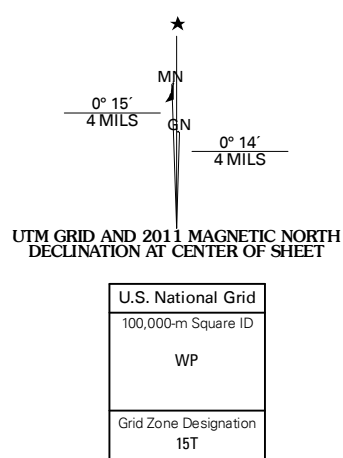 MN
0° 15´
4 MILS
GN
0° 14´
4 MILS
UTM GRID AND 2011 MAGNETIC NORTH
DECLINATION AT CENTER OF SHEET
U.S. National Grid
100,000-m Square ID
WP
Grid Zone Designation
15T